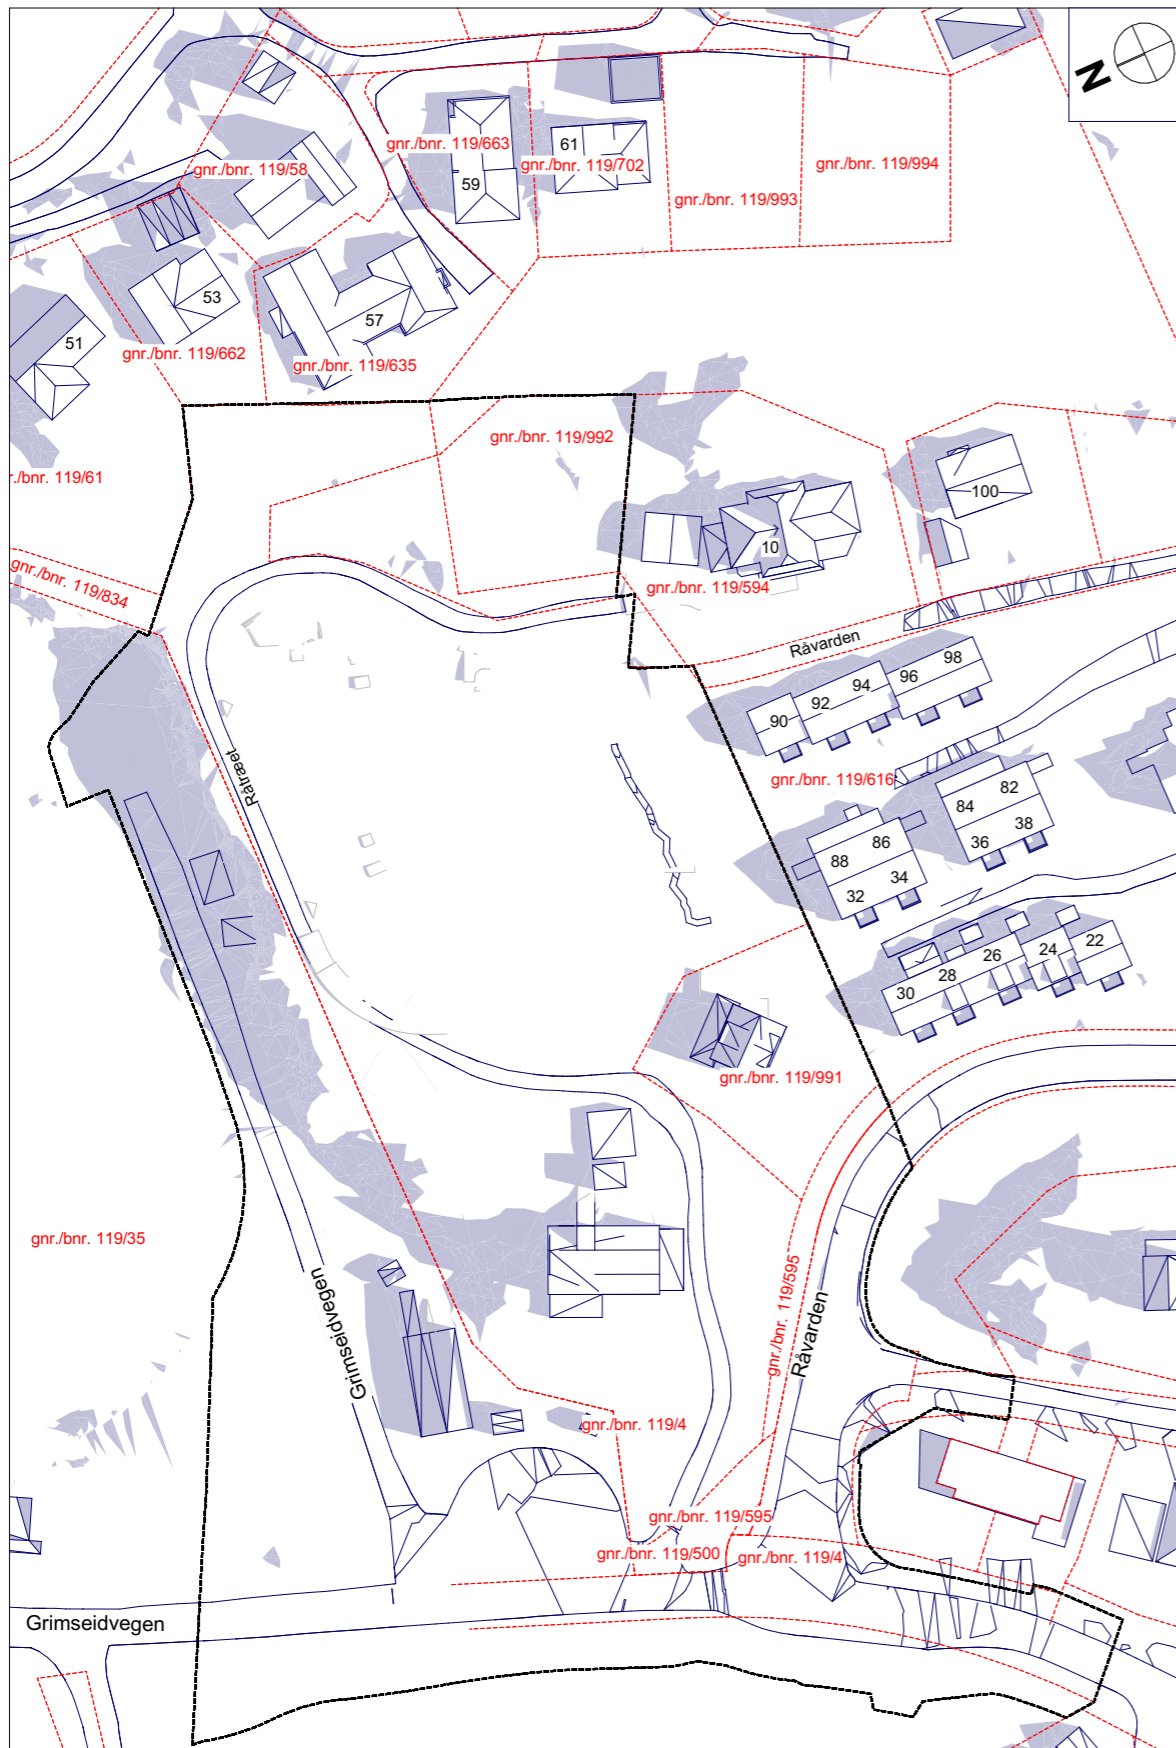 N
gnr./bnr. 119/663
61
gnr./bnr. 119/702
gnr./bnr. 119/994
gnr./bnr. 119/58
59
gnr./bnr. 119/993
53
57
51
gnr./bnr. 119/662
gnr./bnr. 119/635
gnr./bnr. 119/992
r./bnr. 119/61
100
10
gnr./bnr. 119/834
gnr./bnr. 119/594
Råvarden
98
96
94
92
90
Råtræet
gnr./bnr. 119/616
82
84
38
36
86
88
34
32
22
24
26
28
30
gnr./bnr. 119/991
gnr./bnr. 119/35
gnr./bnr. 119/595
Råvarden
Grimseidvegen
gnr./bnr. 119/4
gnr./bnr. 119/595
gnr./bnr. 119/500
gnr./bnr. 119/4
Grimseidvegen